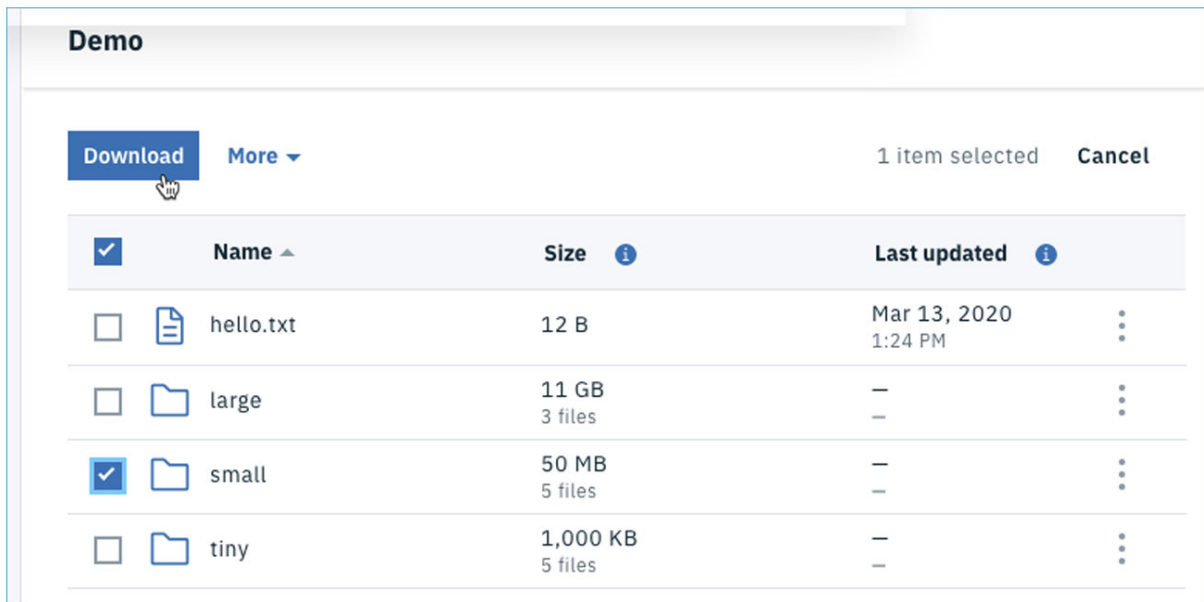 Demo
Download More 1 item selected Cancel
Name Size Last updated
hello.txt 12 B Mar 13, 2020
1:24 PM
large 11 GB —
3 files —
small 50 MB —
5 files —
tiny 1,000 KB —
5 files —